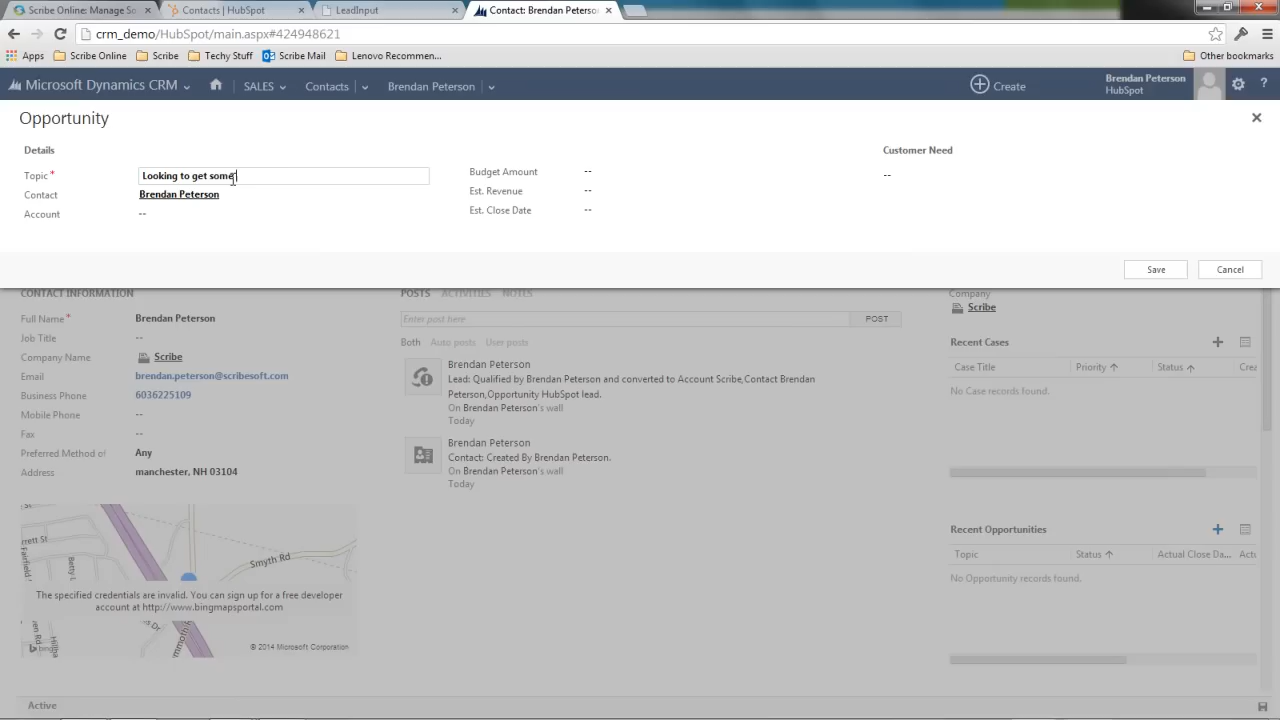 Scribe Online: Manage So
Contacts | HubSpot
LeadInput
Contact: Brendan Peterson
crm_demo/HubSpot/main.aspx#424948621
Apps
Scribe Online
Scribe
Techy Stuff
Scribe Mail
Lenovo Recommen...
Other bookmarks
Microsoft Dynamics CRM
SALES
Contacts
Brendan Peterson
Create
Brendan Peterson
HubSpot
?
Opportunity
Details
Topic *
Looking to get some
Contact
Brendan Peterson
Account
--
Budget Amount
--
Est. Revenue
--
Est. Close Date
--
Customer Need
--
Save
Cancel
CONTACT INFORMATION
Full Name *
Brendan Peterson
Job Title
--
Company Name
Scribe
Email
brendan.peterson@scribesoft.com
Business Phone
6036225109
Mobile Phone
--
Fax
--
Preferred Method of
Any
Address
manchester, NH 03104
Smyth Rd
The specified credentials are invalid. You can sign up for a free developer
account at http://www.bingmapsportal.com
bing
© 2014 Microsoft Corporation
POSTS
ACTIVITIES
NOTES
Enter post here
POST
Both
Auto posts
User posts
Brendan Peterson
Lead: Qualified by Brendan Peterson and converted to Account Scribe,Contact Brendan
Peterson,Opportunity HubSpot lead.
On Brendan Peterson's wall
Today
Brendan Peterson
Contact: Created By Brendan Peterson.
On Brendan Peterson's wall
Today
Company
Scribe
Recent Cases
Case Title
Priority
Status
Crea
No Case records found.
Recent Opportunities
Topic
Status
Actual Close Da...
Actu
No Opportunity records found.
Active